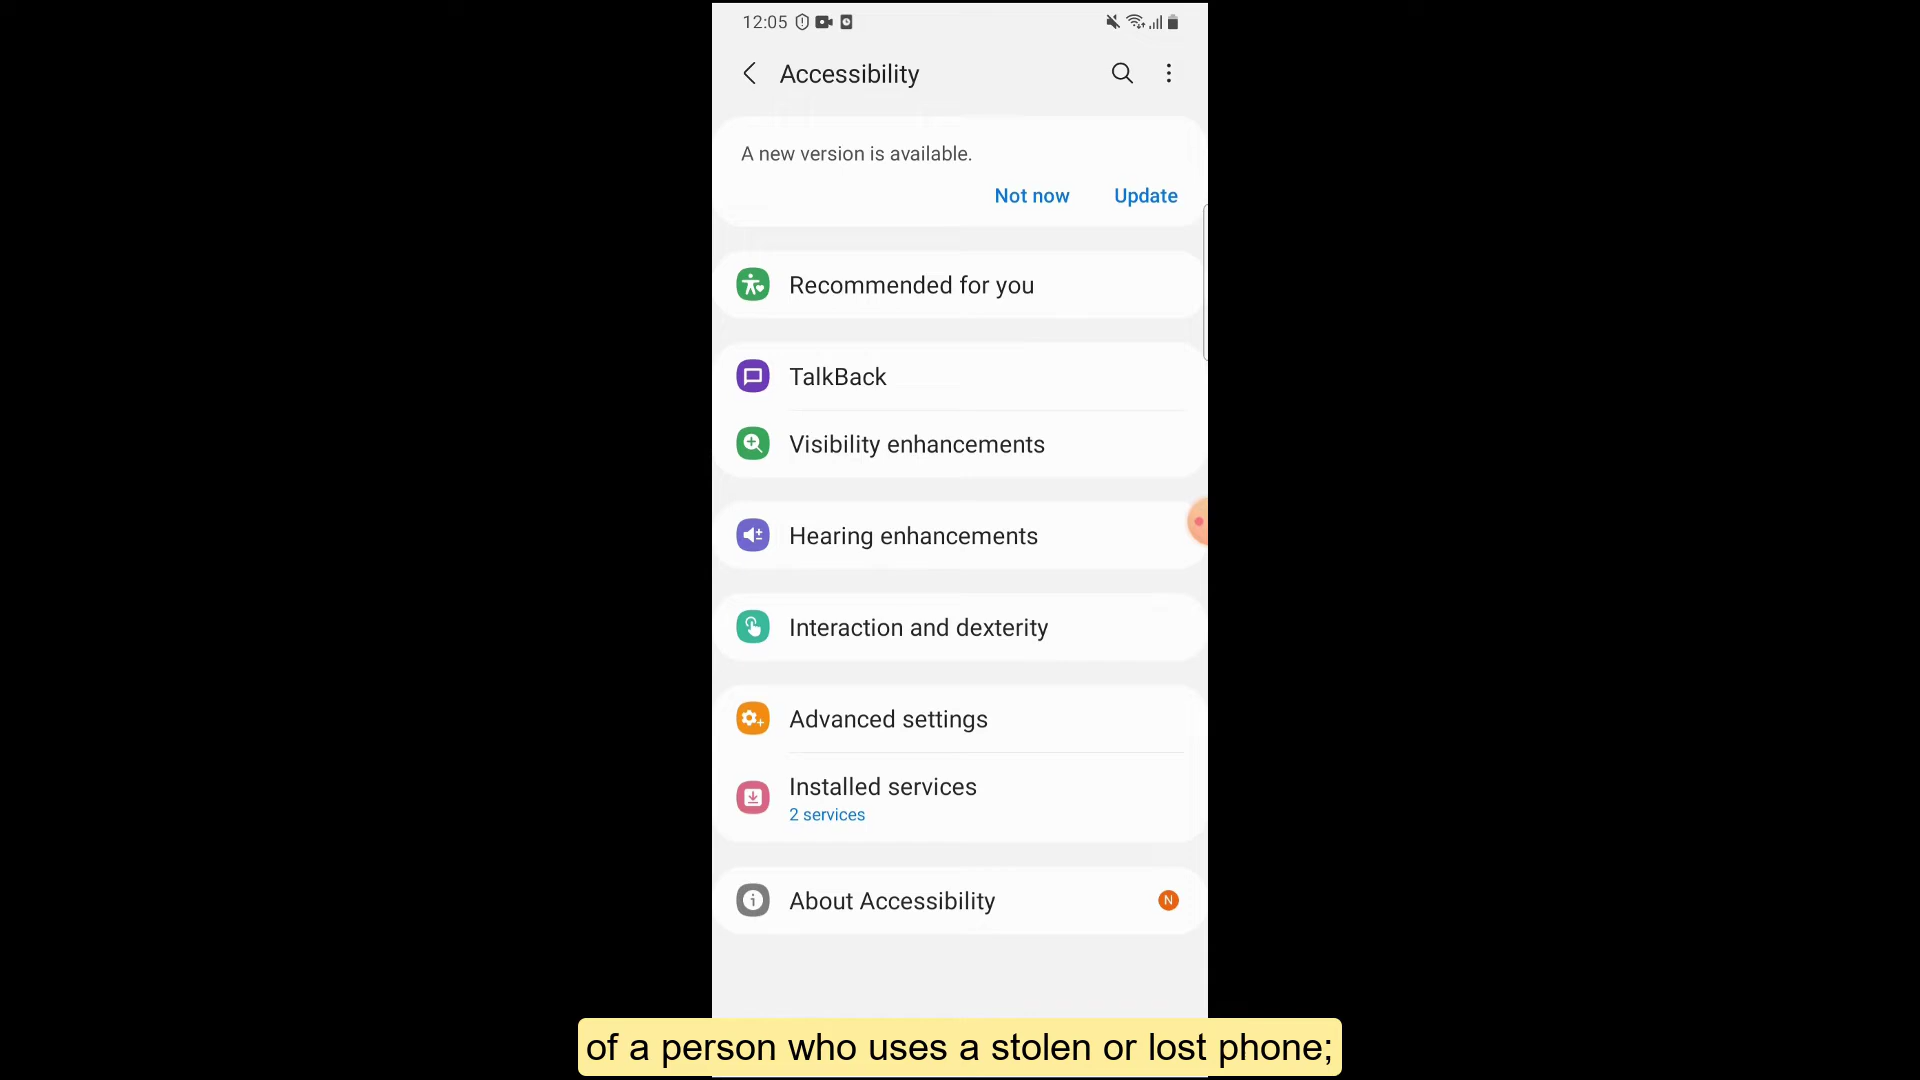 12:05
Accessibility
A new version is available.
Not now Update
Recommended for you
TalkBack
Visibility enhancements
Hearing enhancements
Interaction and dexterity
Advanced settings
Installed services
2 services
About Accessibility N
of a person who uses a stolen or lost phone;